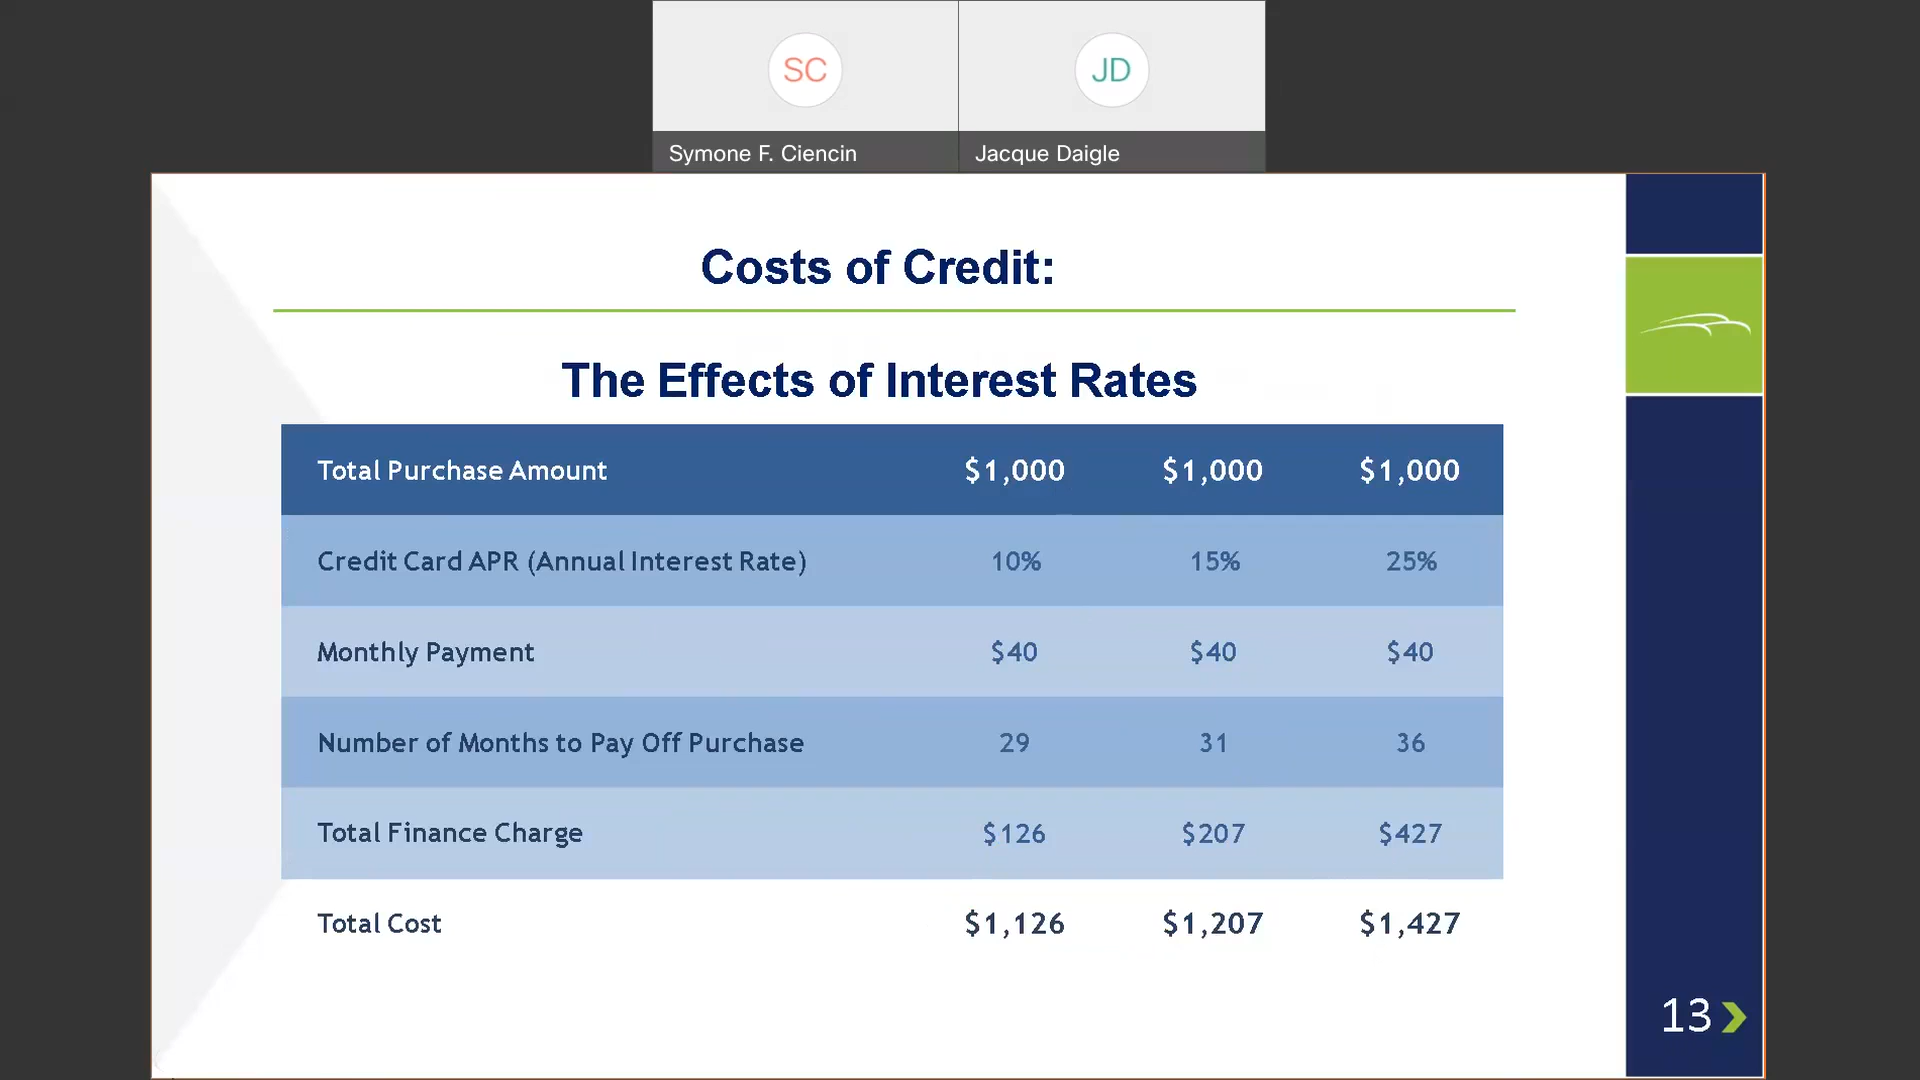 SC
JD
Symone F. Ciencin
Jacque Daigle
Costs of Credit:
The Effects of Interest Rates
Total Purchase Amount $1,000 $1,000 $1,000
Credit Card APR (Annual Interest Rate) 10% 15% 25%
Monthly Payment $40 $40 $40
Number of Months to Pay Off Purchase 29 31 36
Total Finance Charge $126 $207 $427
Total Cost $1,126 $1,207 $1,427
13